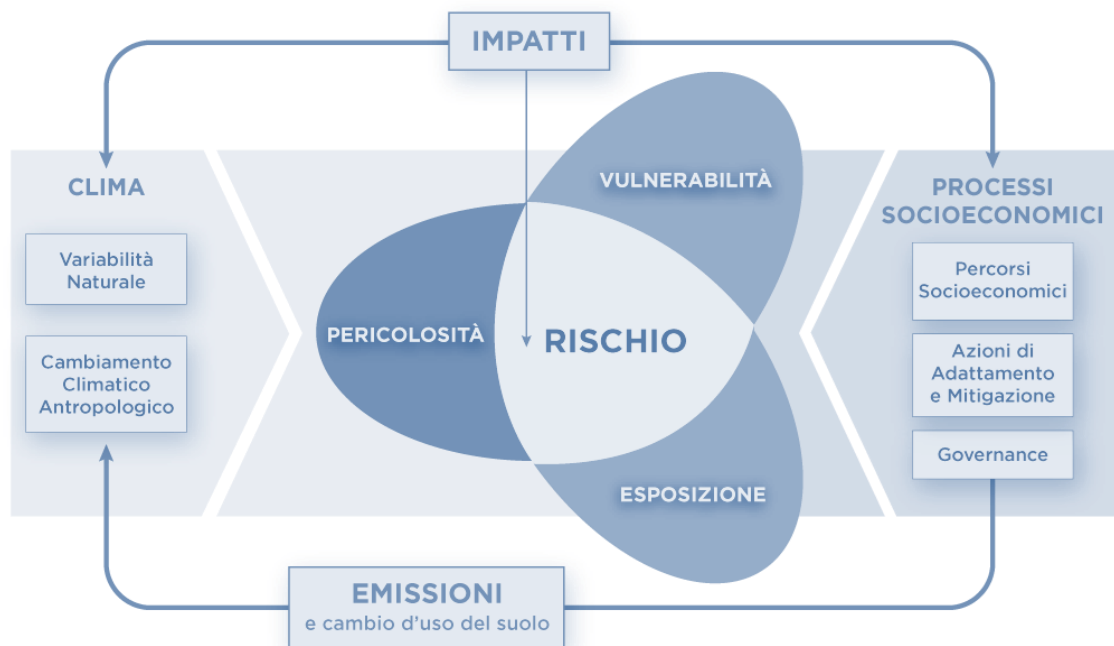 IMPATTI
CLIMA
Variabilità
Naturale
Cambiamento
Climatico
Antropologico
VULNERABILITÀ
PERICOLOSITÀ
RISCHIO
ESPOSIZIONE
PROCESSI
SOCIOECONOMICI
Percorsi
Socioeconomici
Azioni di
Adattamento
e Mitigazione
Governance
EMISSIONI
e cambio d'uso del suolo